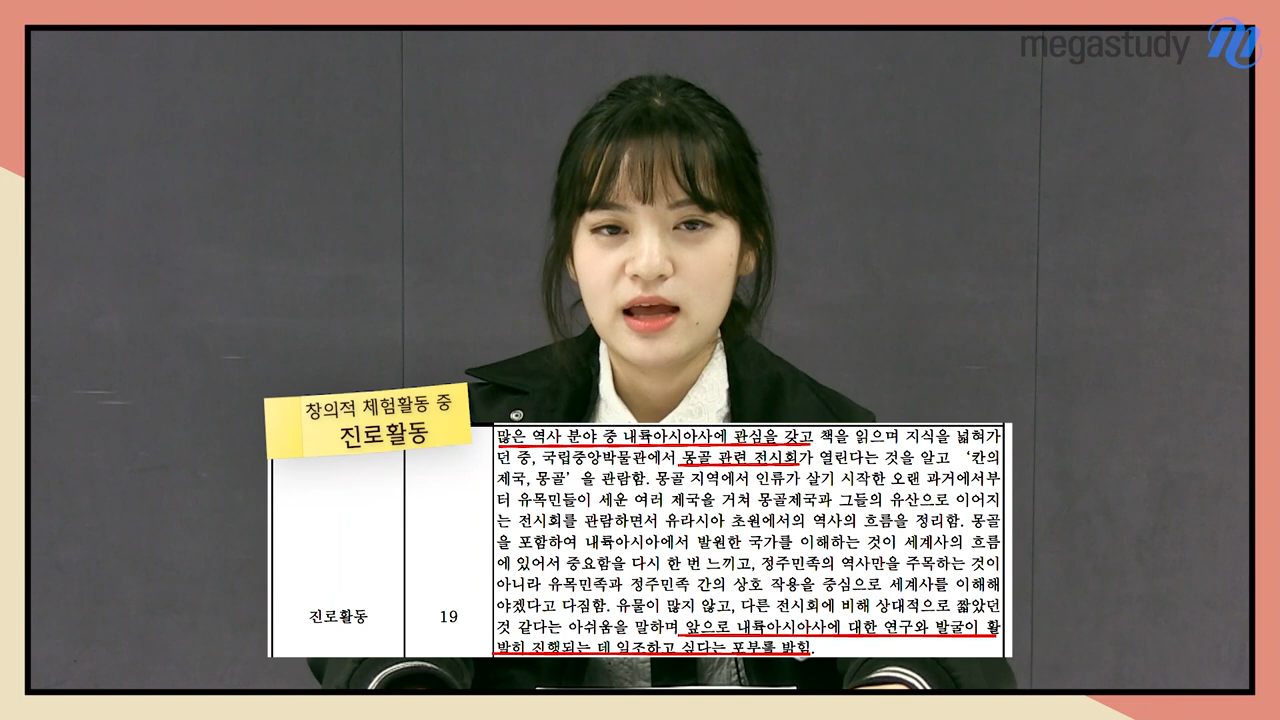 megastudy
창의적 체험활동 중
진로활동
많은 역사 분야 중 내륙아시아사에 관심을 갖고 책을 읽으며 지식을 넓혀가
던 중, 국립중앙박물관에서 몽골 관련 전시회가 열린다는 것을 알고 ‘칸의
제국, 몽골’을 관람함. 몽골 지역에서 인류가 살기 시작한 오랜 과거에서부
터 유목민들이 세운 여러 제국을 거쳐 몽골제국과 그들의 유산으로 이어지
는 전시회를 관람하면서 유라시아 초원에서의 역사의 흐름을 정리함. 몽골
을 포함하여 내륙아시아에서 발원한 국가를 이해하는 것이 세계사의 흐름
에 있어서 중요함을 다시 한 번 느끼고, 정주민족의 역사만을 주목하는 것이
아니라 유목민족과 정주민족 간의 상호 작용을 중심으로 세계사를 이해해
야겠다고 다짐함. 유물이 많지 않고, 다른 전시회에 비해 상대적으로 짧았던
것 같다는 아쉬움을 말하며 앞으로 내륙아시아사에 대한 연구와 발굴이 활
발히 진행되는 데 일조하고 싶다는 포부를 밝힘.
진로활동
19